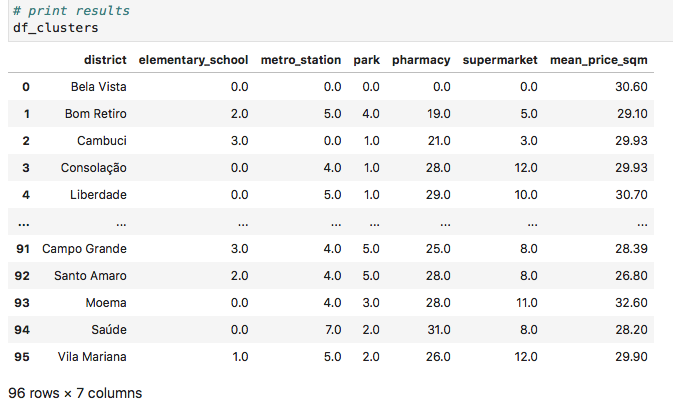 # print results
df_clusters
district elementary_school metro_station park pharmacy supermarket mean_price_sqm
0 Bela Vista 0.0 0.0 0.0 0.0 0.0 30.60
1 Bom Retiro 2.0 5.0 4.0 19.0 5.0 29.10
2 Cambuci 3.0 0.0 1.0 21.0 3.0 29.93
3 Consolação 0.0 4.0 1.0 28.0 12.0 29.93
4 Liberdade 0.0 5.0 1.0 29.0 10.0 30.70
... ... ... ... ... ... ... ...
91 Campo Grande 3.0 4.0 5.0 25.0 8.0 28.39
92 Santo Amaro 2.0 4.0 5.0 28.0 8.0 26.80
93 Moema 0.0 4.0 3.0 28.0 11.0 32.60
94 Saúde 0.0 7.0 2.0 31.0 8.0 28.20
95 Vila Mariana 1.0 5.0 2.0 26.0 12.0 29.90
96 rows × 7 columns